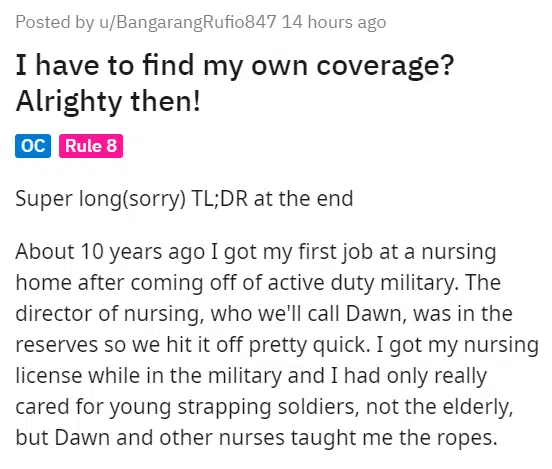 Posted by u/BangarangRufio847 14 hours ago
I have to find my own coverage?
Alrighty then!
OC Rule 8
Super long(sorry) TL;DR at the end
About 10 years ago I got my first job at a nursing
home after coming off of active duty military. The
director of nursing, who we'll call Dawn, was in the
reserves so we hit it off pretty quick. I got my nursing
license while in the military and I had only really
cared for young strapping soldiers, not the elderly,
but Dawn and other nurses taught me the ropes.